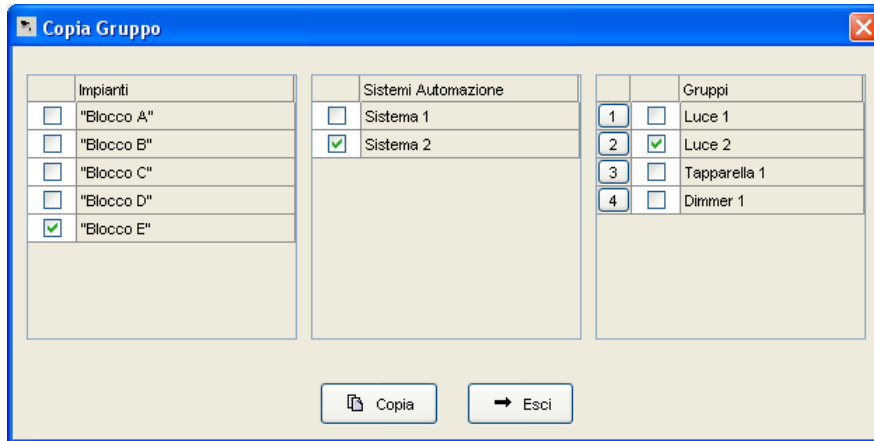 Copia Gruppo
Impianti
"Blocco A"
"Blocco B"
"Blocco C"
"Blocco D"
"Blocco E"
Sistemi Automazione
Sistema 1
Sistema 2
Gruppi
1 Luce 1
2 Luce 2
3 Tapparella 1
4 Dimmer 1
Copia
Esci